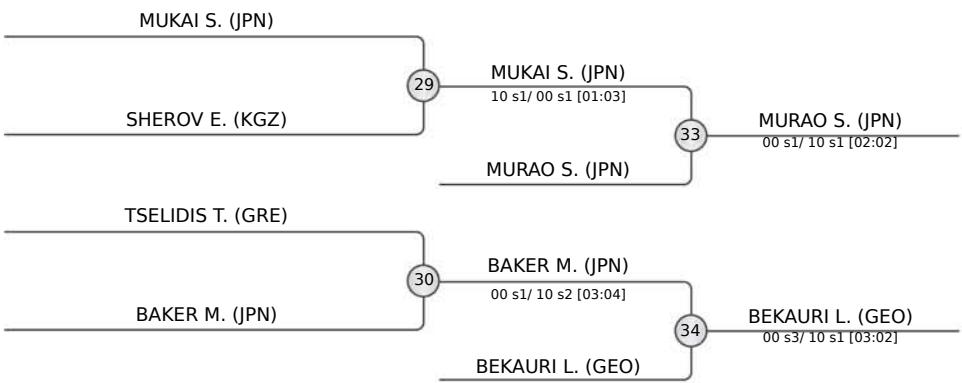 MUKAI S. (JPN)
29
SHEROV E. (KGZ)
MUKAI S. (JPN)
10 s1/ 00 s1 [01:03]
33
MURAO S. (JPN)
MURAO S. (JPN)
00 s1/ 10 s1 [02:02]
TSELIDIS T. (GRE)
30
BAKER M. (JPN)
BAKER M. (JPN)
00 s1/ 10 s2 [03:04]
34
BEKAURI L. (GEO)
BEKAURI L. (GEO)
00 s3/ 10 s1 [03:02]